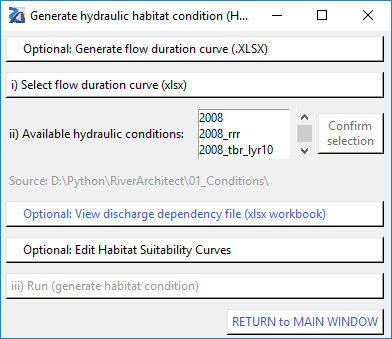 Generate hydraulic habitat condition (H...
Optional: Generate flow duration curve (.XLSX)
i) Select flow duration curve (xlsx)
ii) Available hydraulic conditions:
2008
2008_rrr
2008_tbr_lyr10
Confirm
selection
Source: D:\Python\RiverArchitect\01_Conditions\
Optional: View discharge dependency file (xlsx workbook)
Optional: Edit Habitat Suitability Curves
iii) Run (generate habitat condition)
RETURN to MAIN WINDOW